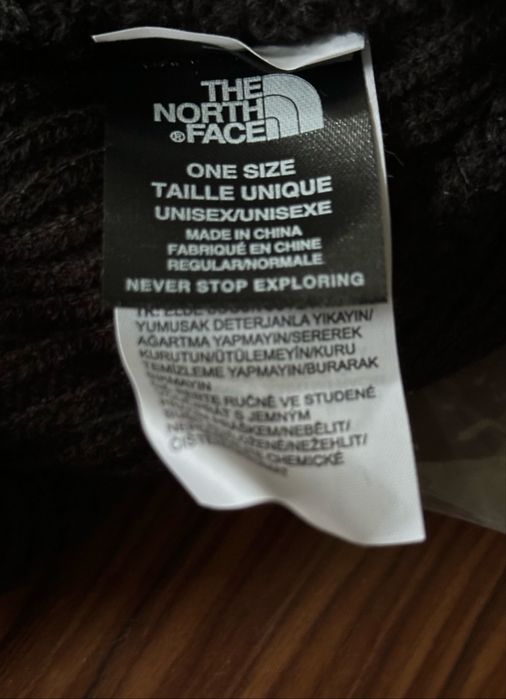 THE
NORTH
®FACE
ONE SIZE
TAILLE UNIQUE
UNISEX/UNISEXE
MADE IN CHINA
FABRIQUÉ EN CHINE
REGULAR/NORMALE
NEVER STOP EXPLORING
TR: ELDE
YUMUSAK DETERJANLA YIKAYIN/
AĞARTMA YAPMAYIN/SEREREK
KURUTUN/ÜTÜLEMEYİN/KURU
TEMİZLEME YAPMAYIN/BURARAK
RUČNĚ VE STUDENÉ
S JEMNÝM
NEBĚLIT/
NEŽEHLIT/
CHEMICKÉ